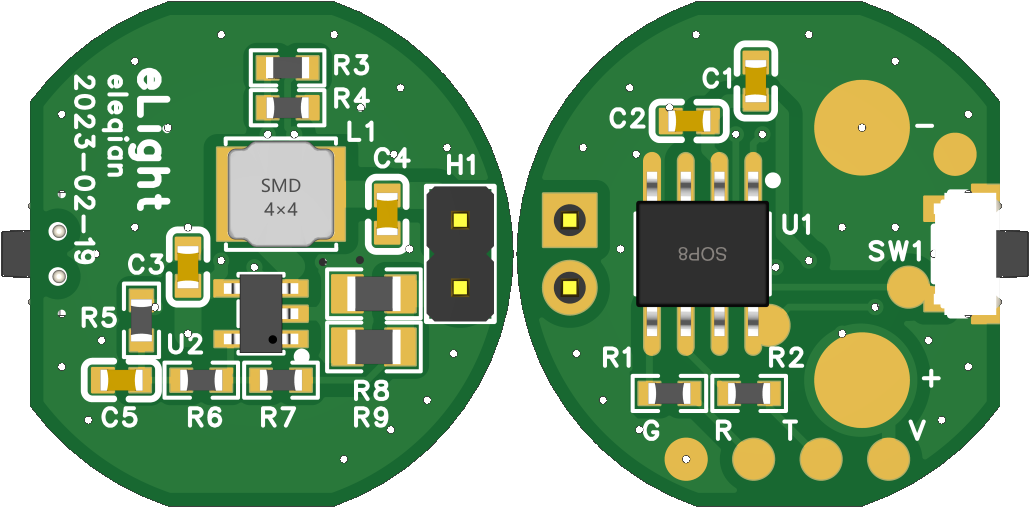 eLight
eleqian
2023-02-19
R3
R4
L1
SMD
4×4
C4
H1
C3
R5
U2
C5
R6
R7
R8
R9
C1
C2
-
U1
SOP8
SW1
R1
R2
+
G
R
T
V